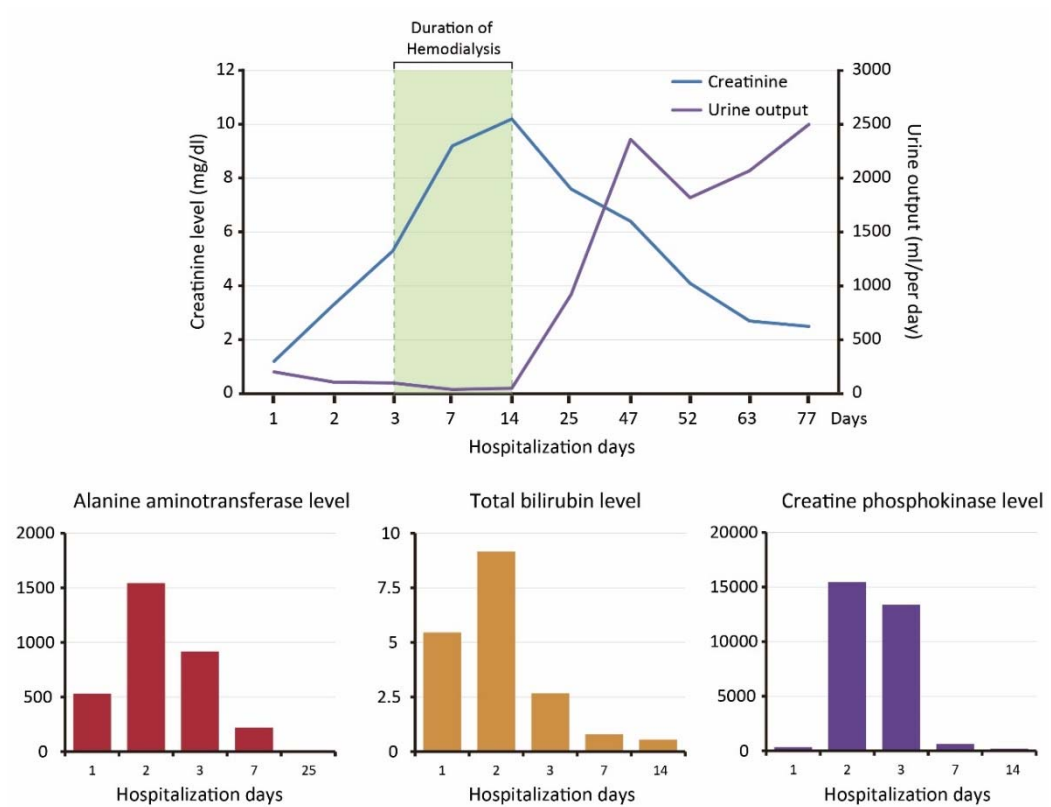 Duration of
Hemodialysis
Creatinine level (mg/dl)
12
10
8
6
4
2
0
Creatinine
Urine output
3000
2500
2000
1500
1000
500
0
Urine output (ml/per day)
1 2 3 7 14 25 47 52 63 77 Days
Hospitalization days
Alanine aminotransferase level
2000
1500
1000
500
0
1 2 3 7 25
Hospitalization days
Total bilirubin level
10
7.5
5
2.5
0
1 2 3 7 14
Hospitalization days
Creatine phosphokinase level
20000
15000
10000
5000
0
1 2 3 7 14
Hospitalization days